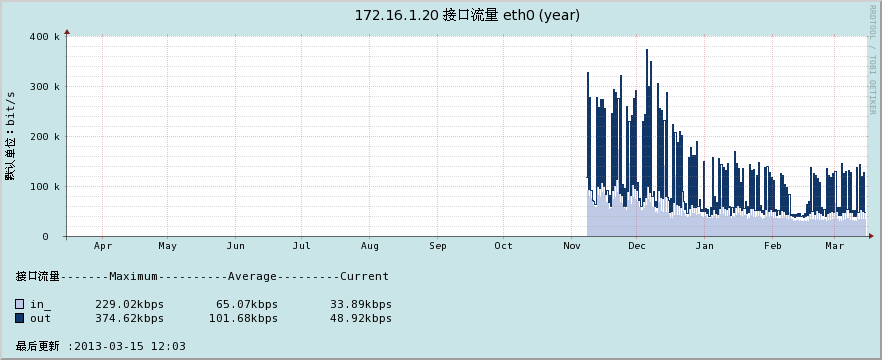 172.16.1.20 接口流量 eth0 (year)
RRDTOOL / TOBI OETIKER
默认单位：bit/s
400 k
300 k
200 k
100 k
0
Apr May Jun Jul Aug Sep Oct Nov Dec Jan Feb Mar
接口流量-------Maximum----------Average---------Current
in_ 229.02kbps 65.07kbps 33.89kbps
out 374.62kbps 101.68kbps 48.92kbps
最后更新 :2013-03-15 12:03